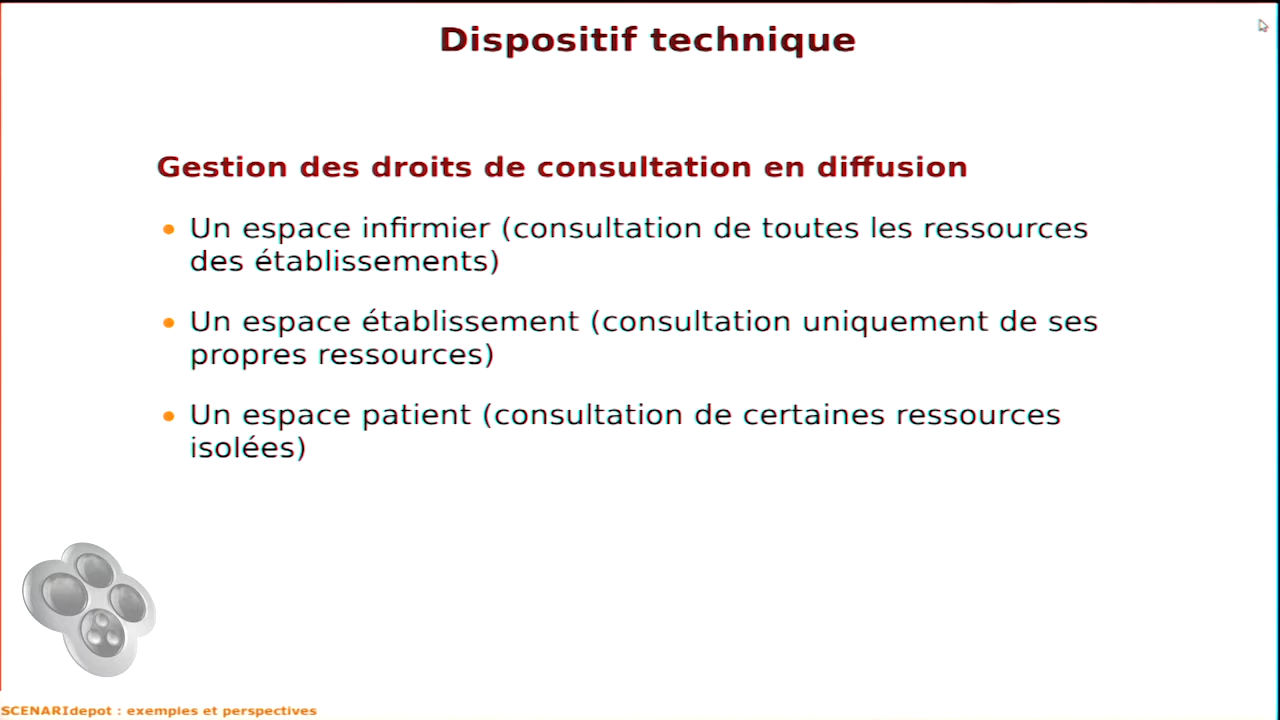 Dispositif technique
Gestion des droits de consultation en diffusion
• Un espace infirmier (consultation de toutes les ressources
des établissements)
• Un espace établissement (consultation uniquement de ses
propres ressources)
• Un espace patient (consultation de certaines ressources
isolées)
SCENARIdepot : exemples et perspectives